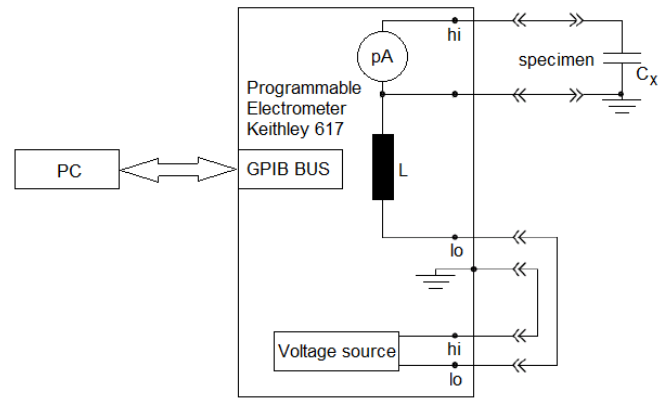 hi
pA
specimen
Cx
Programmable
Electrometer
Keithley 617
PC
GPIB BUS
L
lo
Voltage source
hi
lo